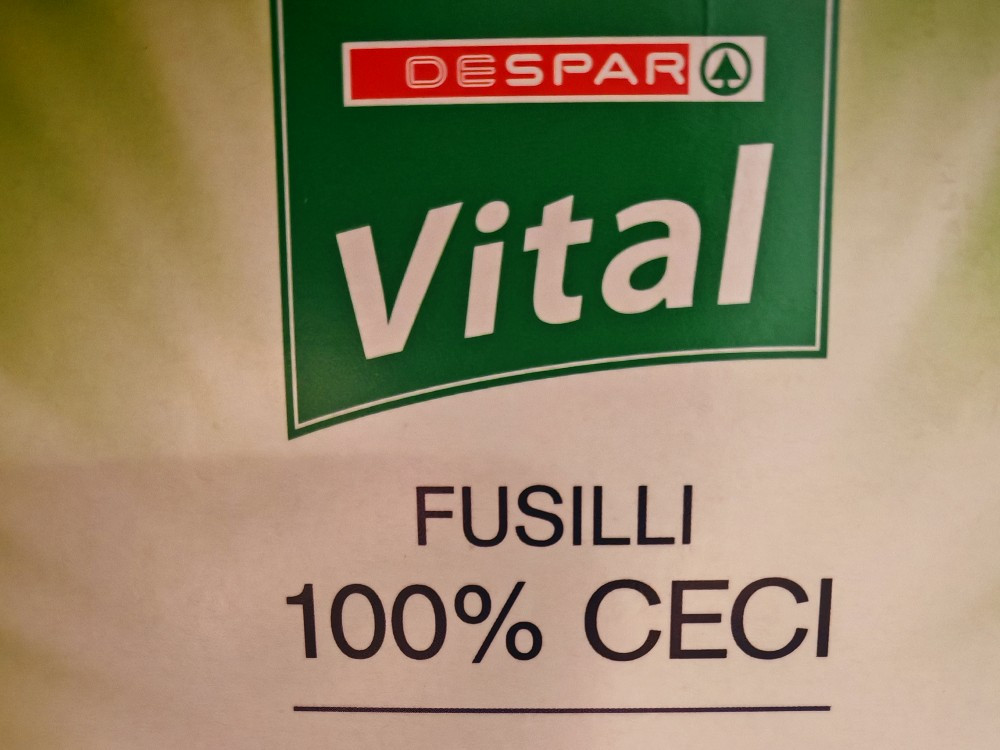 DESPAR
Vital
FUSILLI
100% CECI